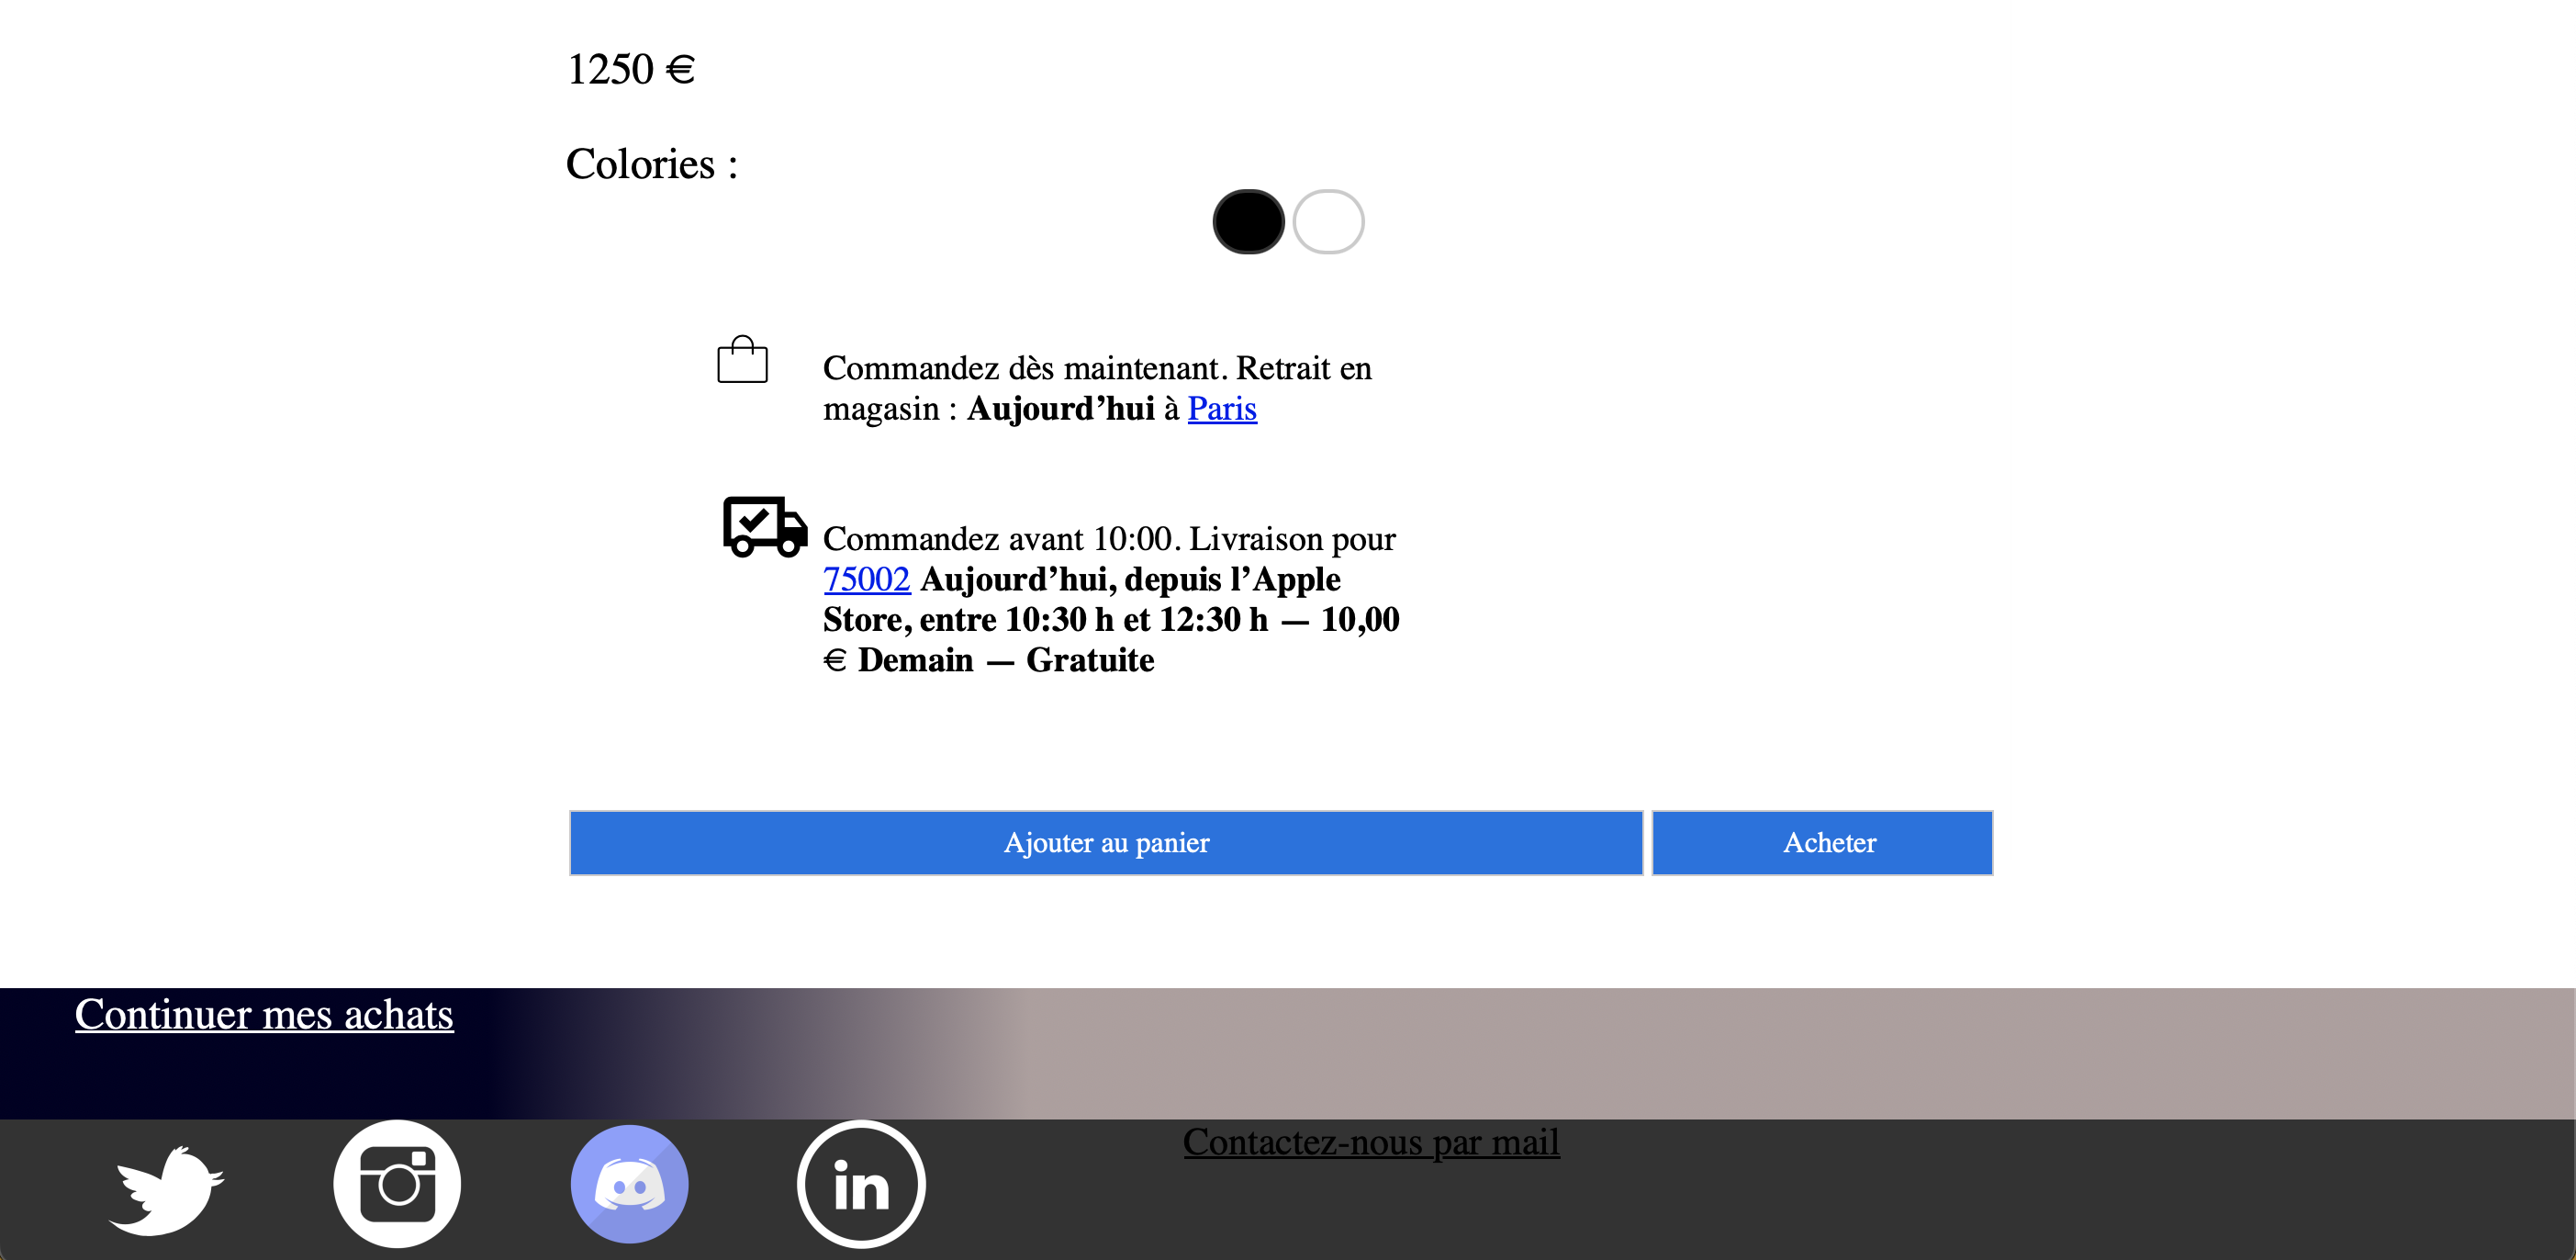 1250 €
Colories :
Commandez dès maintenant. Retrait en
magasin : Aujourd’hui à Paris
Commandez avant 10:00. Livraison pour
75002 Aujourd’hui, depuis l’Apple
Store, entre 10:30 h et 12:30 h — 10,00
€ Demain — Gratuite
Ajouter au panier
Acheter
Continuer mes achats
Contactez-nous par mail
in